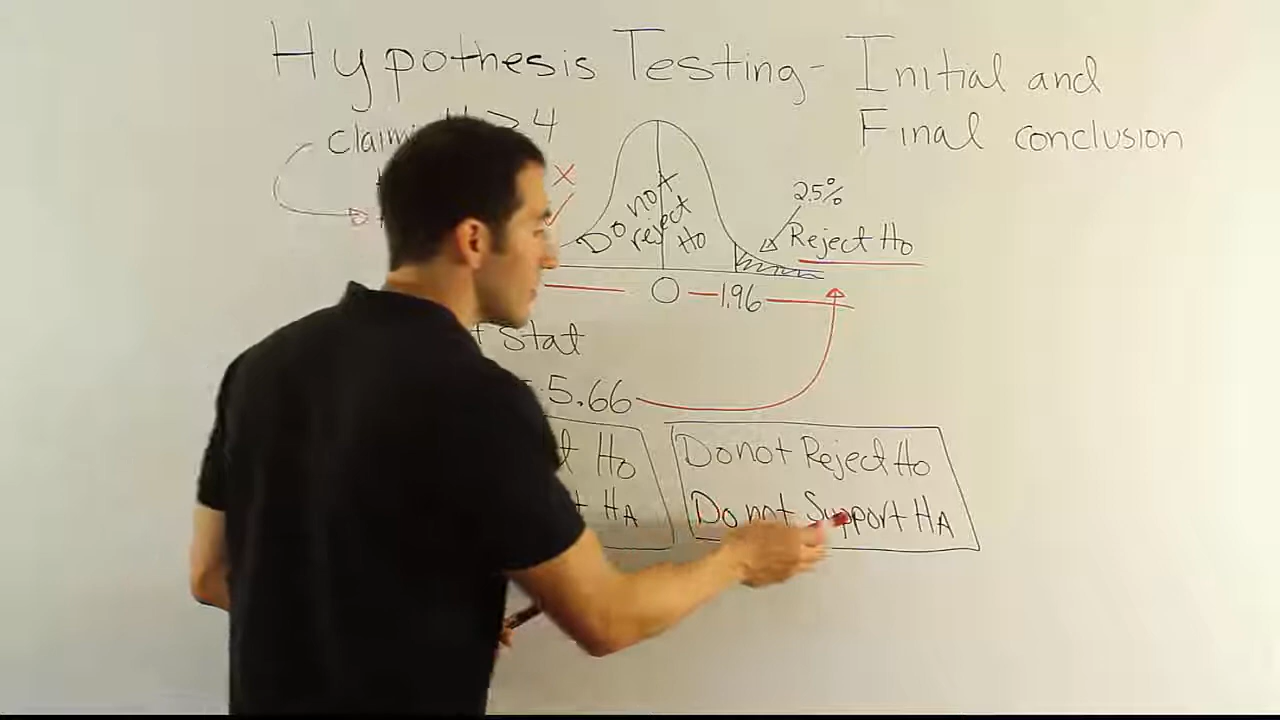 Hypothesis Testing - Initial and
Final conclusion
claim > 4
X
2.5%
Do not
reject
Ho
Reject Ho
0 1.96
Stat
5.66
Ho
HA
Do not Reject Ho
Do not Support HA